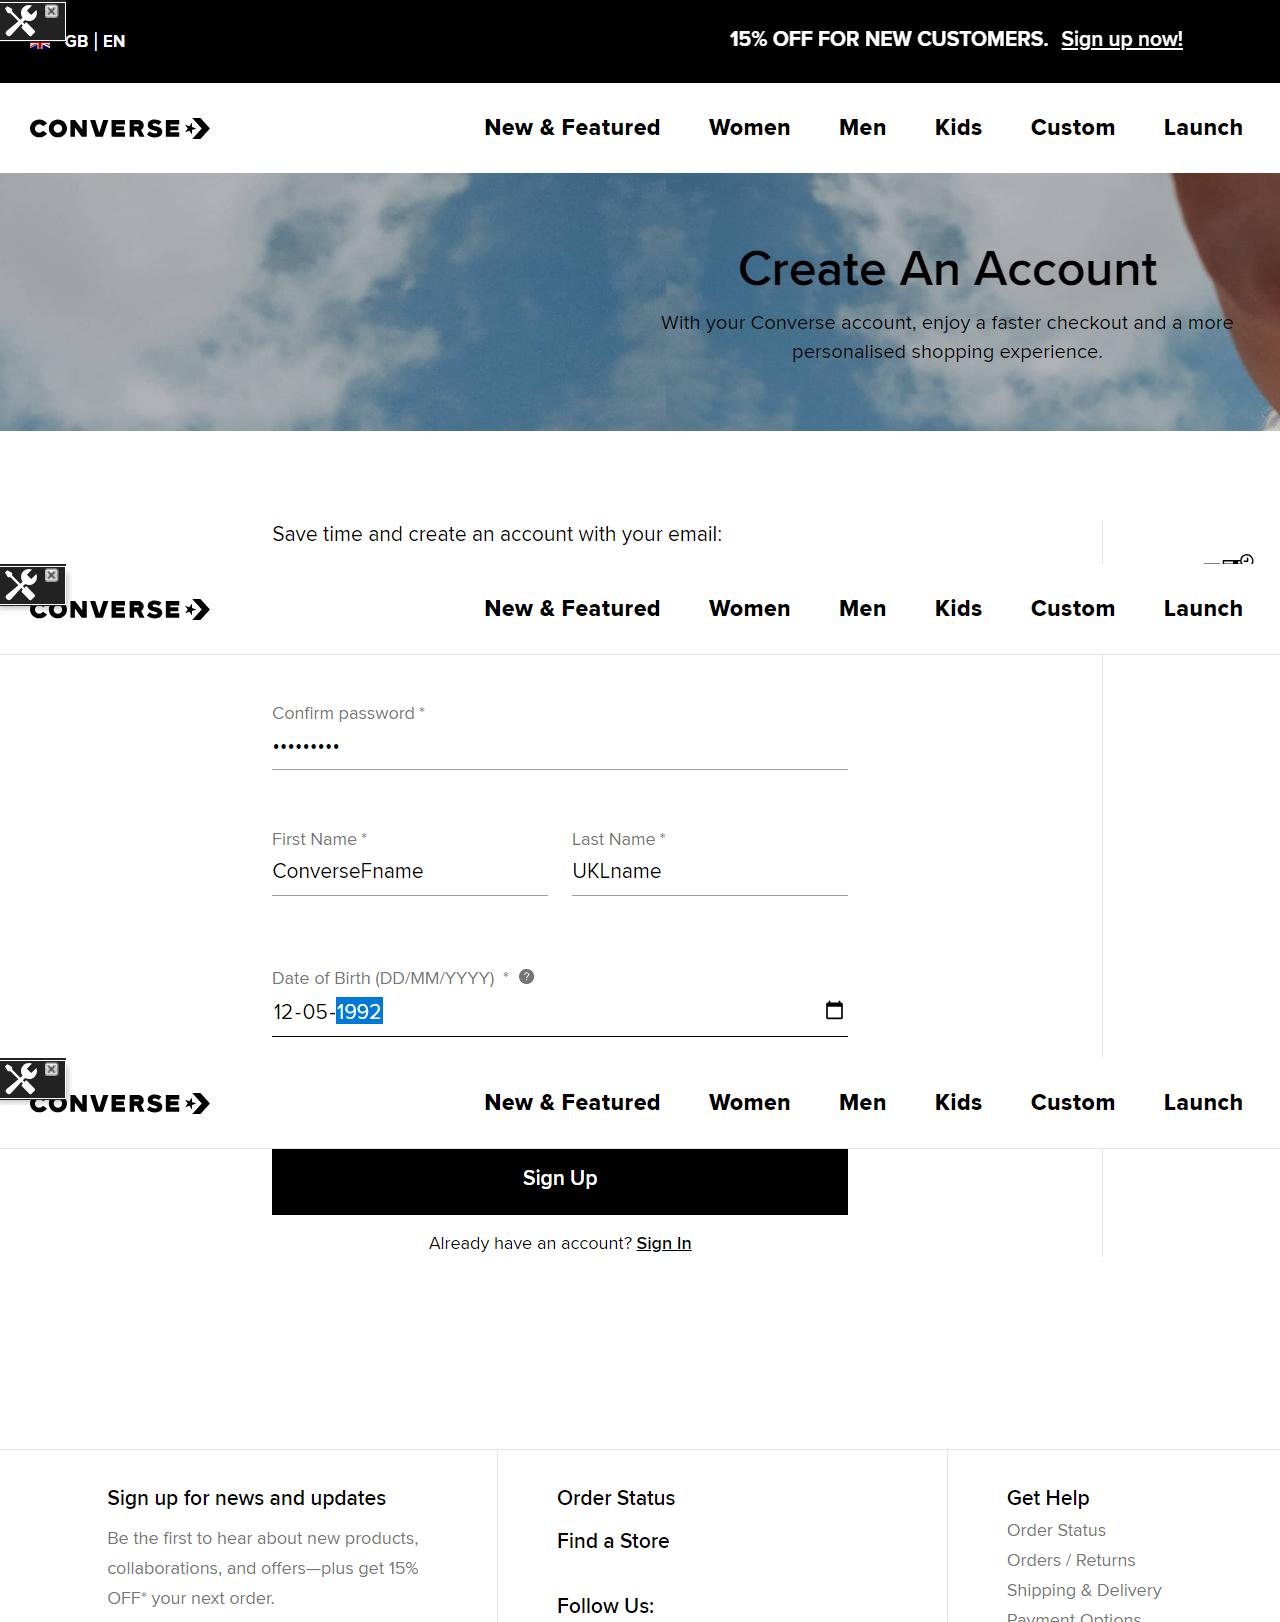 GB | EN
15% OFF FOR NEW CUSTOMERS. Sign up now!
CONVERSE
New & Featured Women Men Kids Custom Launch
Create An Account
With your Converse account, enjoy a faster checkout and a more
personalised shopping experience.
Save time and create an account with your email:
CONVERSE
New & Featured Women Men Kids Custom Launch
Confirm password *
•••••••••
First Name * Last Name *
ConverseFname UKLname
Date of Birth (DD/MM/YYYY) * ?
12-05-1992
CONVERSE
New & Featured Women Men Kids Custom Launch
Sign Up
Already have an account? Sign In
Sign up for news and updates
Be the first to hear about new products,
collaborations, and offers—plus get 15%
OFF* your next order.
Order Status
Find a Store
Follow Us:
Get Help
Order Status
Orders / Returns
Shipping & Delivery
Payment Options